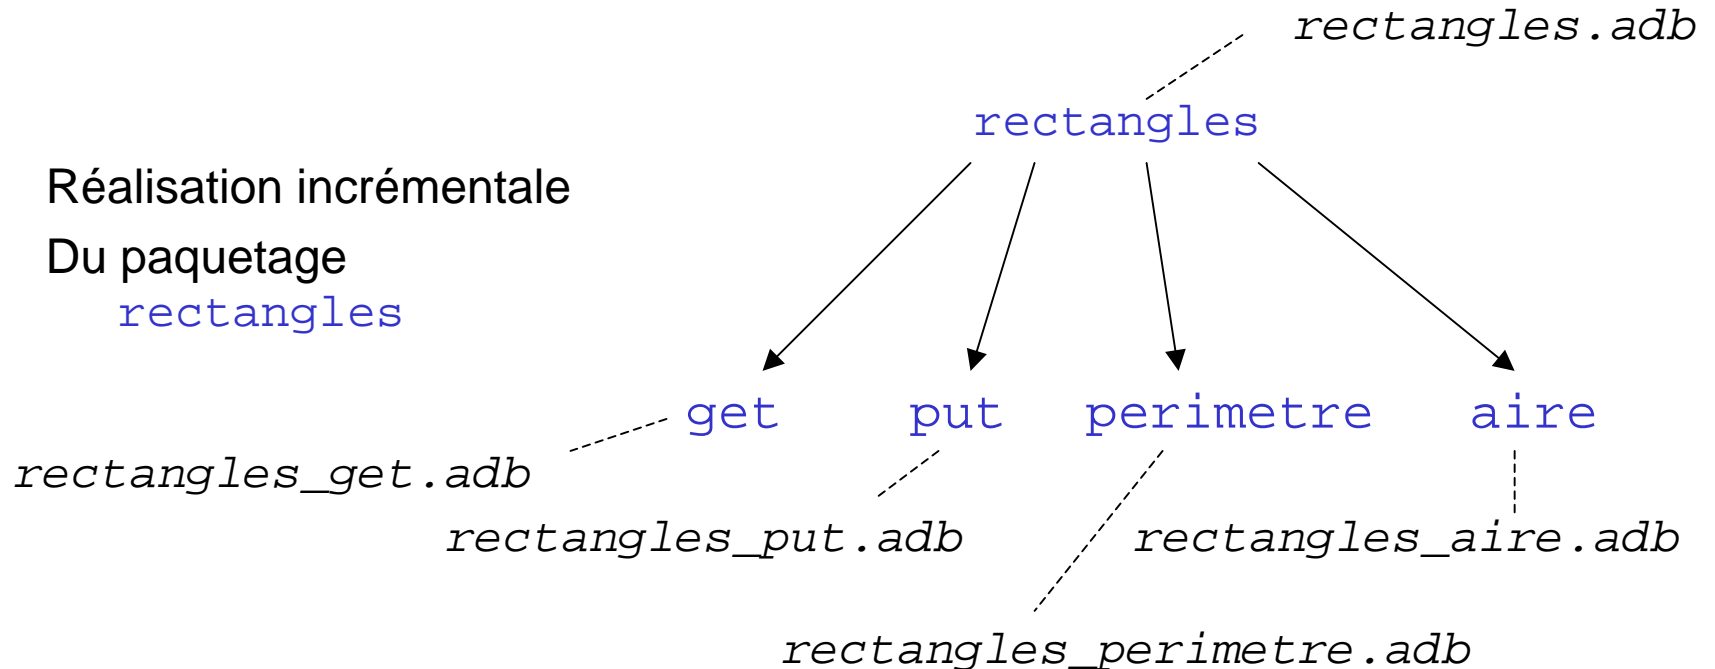 rectangles.adb
rectangles
Réalisation incrémentale
Du paquetage
rectangles
get put perimetre aire
rectangles_get.adb
rectangles_put.adb rectangles_aire.adb
rectangles_perimetre.adb